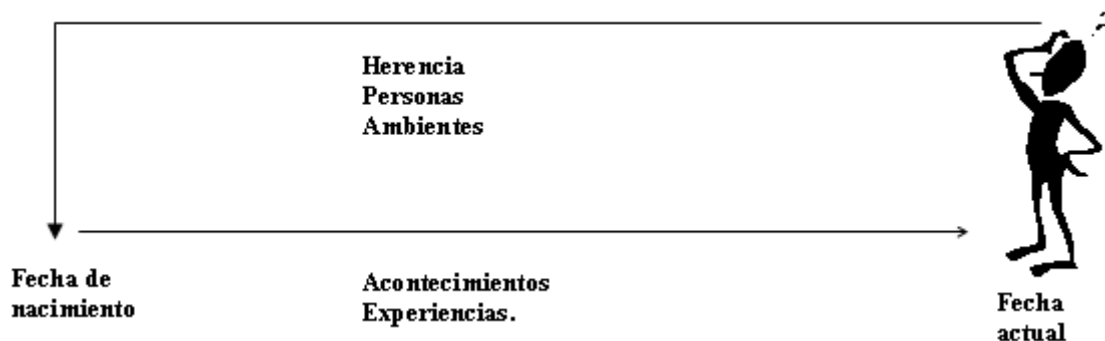 Herencia
Personas
Ambientes
Fecha de
nacimiento
Acontecimientos
Experiencias.
Fecha
actual